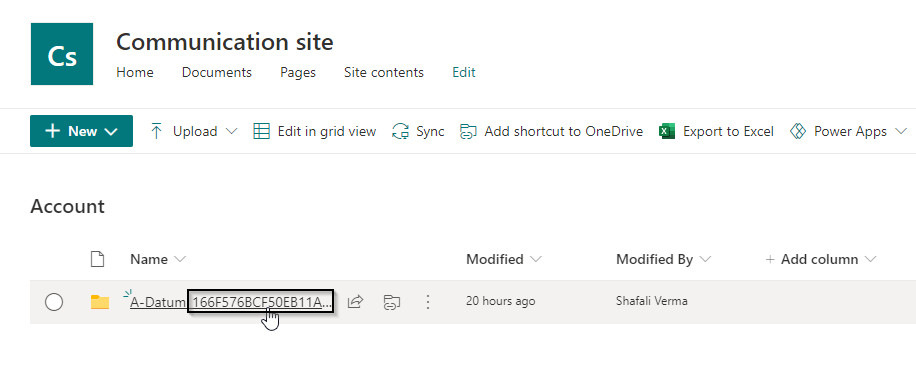 Cs
Communication site
Home Documents Pages Site contents Edit
New Upload Edit in grid view Sync Add shortcut to OneDrive Export to Excel Power Apps
Account
Name Modified Modified By + Add column
A-Datum_166F576BCF50EB11A... 20 hours ago Shafali Verma